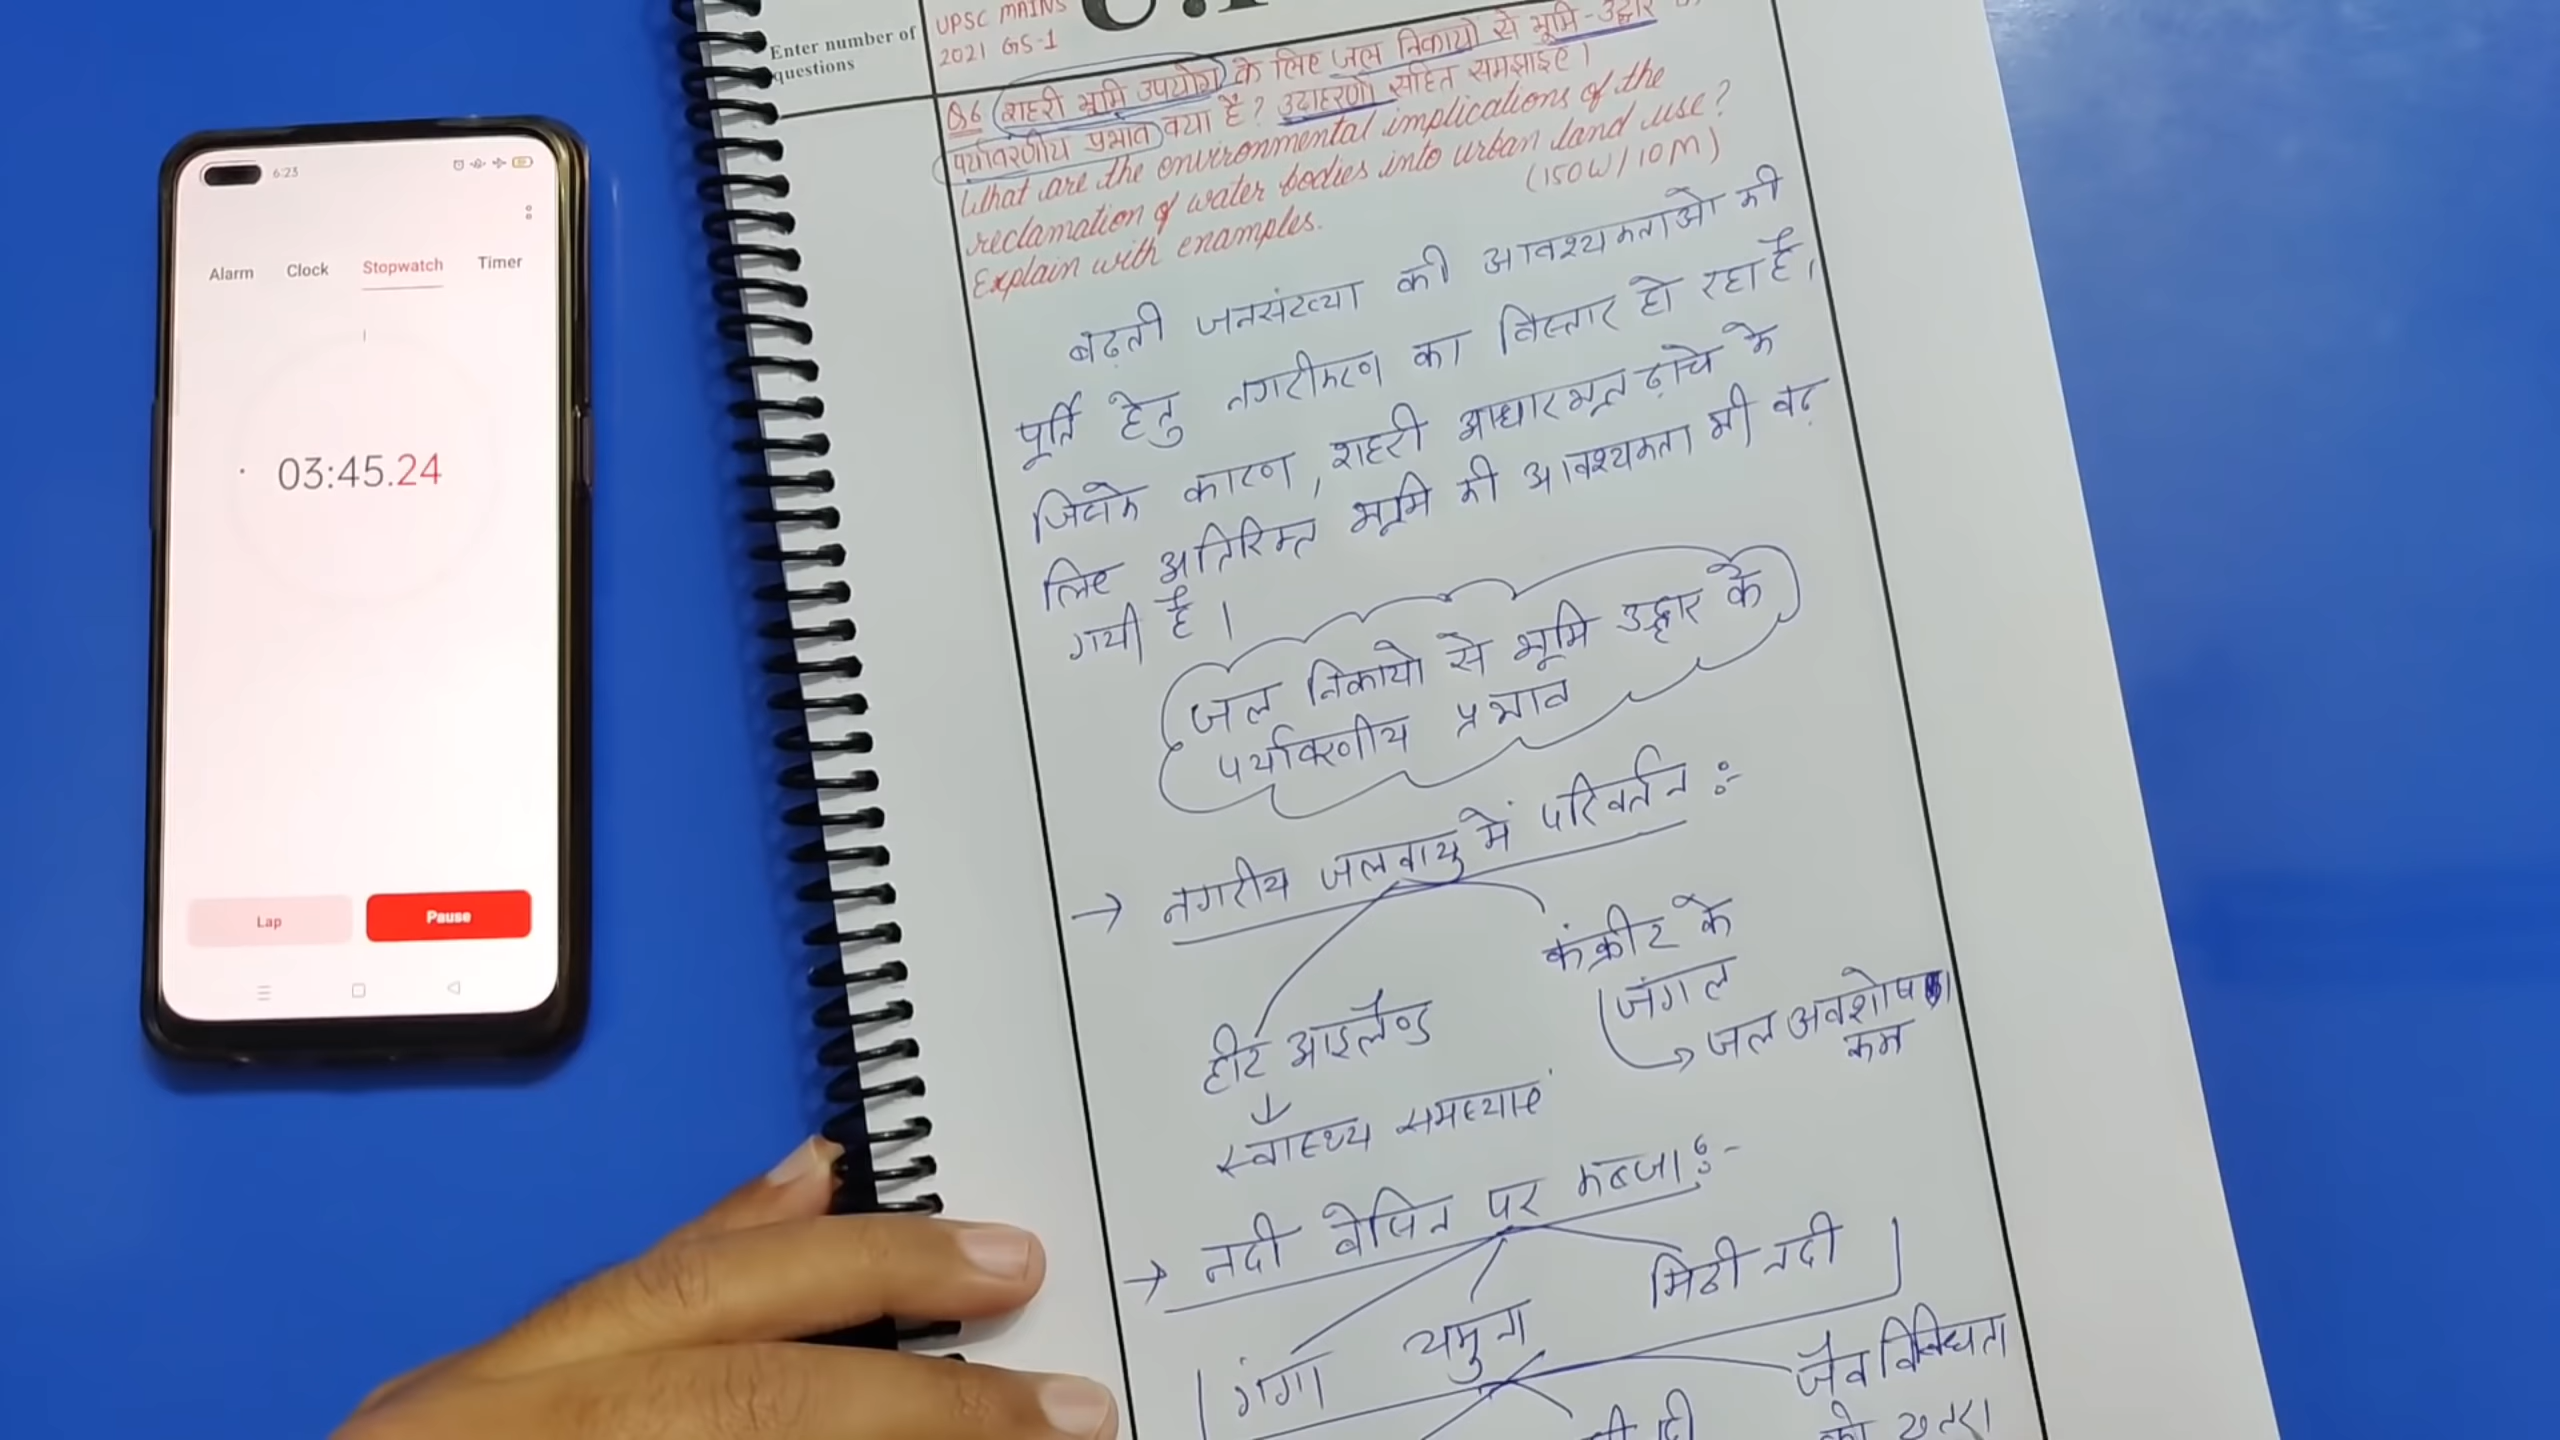 6:23
Alarm Clock Stopwatch Timer
03:45.24
Lap Pause
Enter number of
questions
UPSC MAINS
2021 GS-1
Q6 शहरी भूमि उपयोग के लिए जल निकायों से भूमि-उद्धार के
पर्यावरणीय प्रभाव क्या हैं? उदाहरणों सहित समझाइए।
What are the environmental implications of the
reclamation of water bodies into urban land use?
Explain with enamples. (150W/10M)
बढ़ती जनसंख्या की आवश्यकताओं की
पूर्ति हेतु नगरीकरण का विस्तार हो रहा है,
जिसके कारण, शहरी आधारभूत ढ़ांचे के
लिए अतिरिक्त भूमि की आवश्यकता भी बढ़
गयी है।
जल निकायो से भूमि उद्धार के
पर्यावरणीय प्रभाव
→ नगरीय जलवायु में परिवर्तन :-
कंक्रीट के
जंगल
→ जल अवशोषण
कम
हीट आइलैण्ड
↓
स्वास्थ्य समस्याएं
→ नदी बेसिन पर कब्जा :-
गंगा यमुना मिठी नदी
जैव विविधता
को खतरा